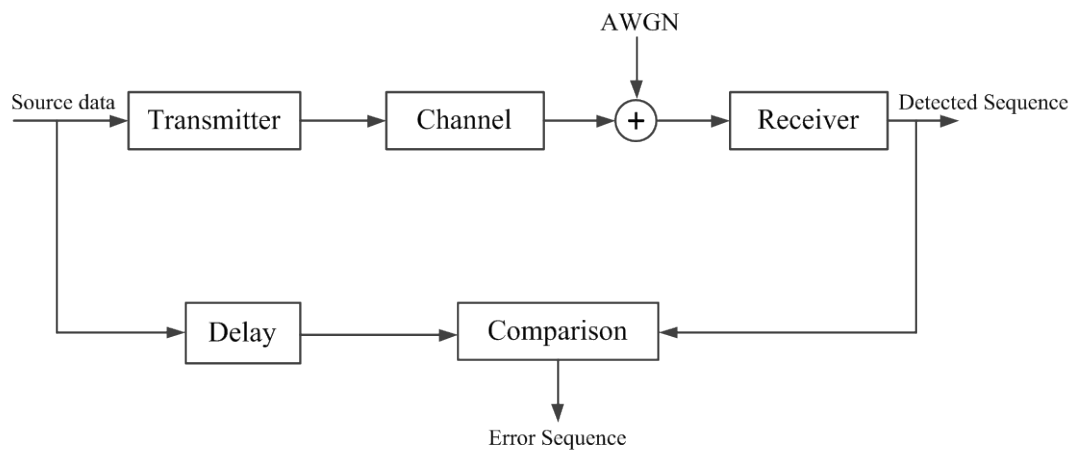 AWGN
Source data
Transmitter
Channel
+
Receiver
Detected Sequence
Delay
Comparison
Error Sequence